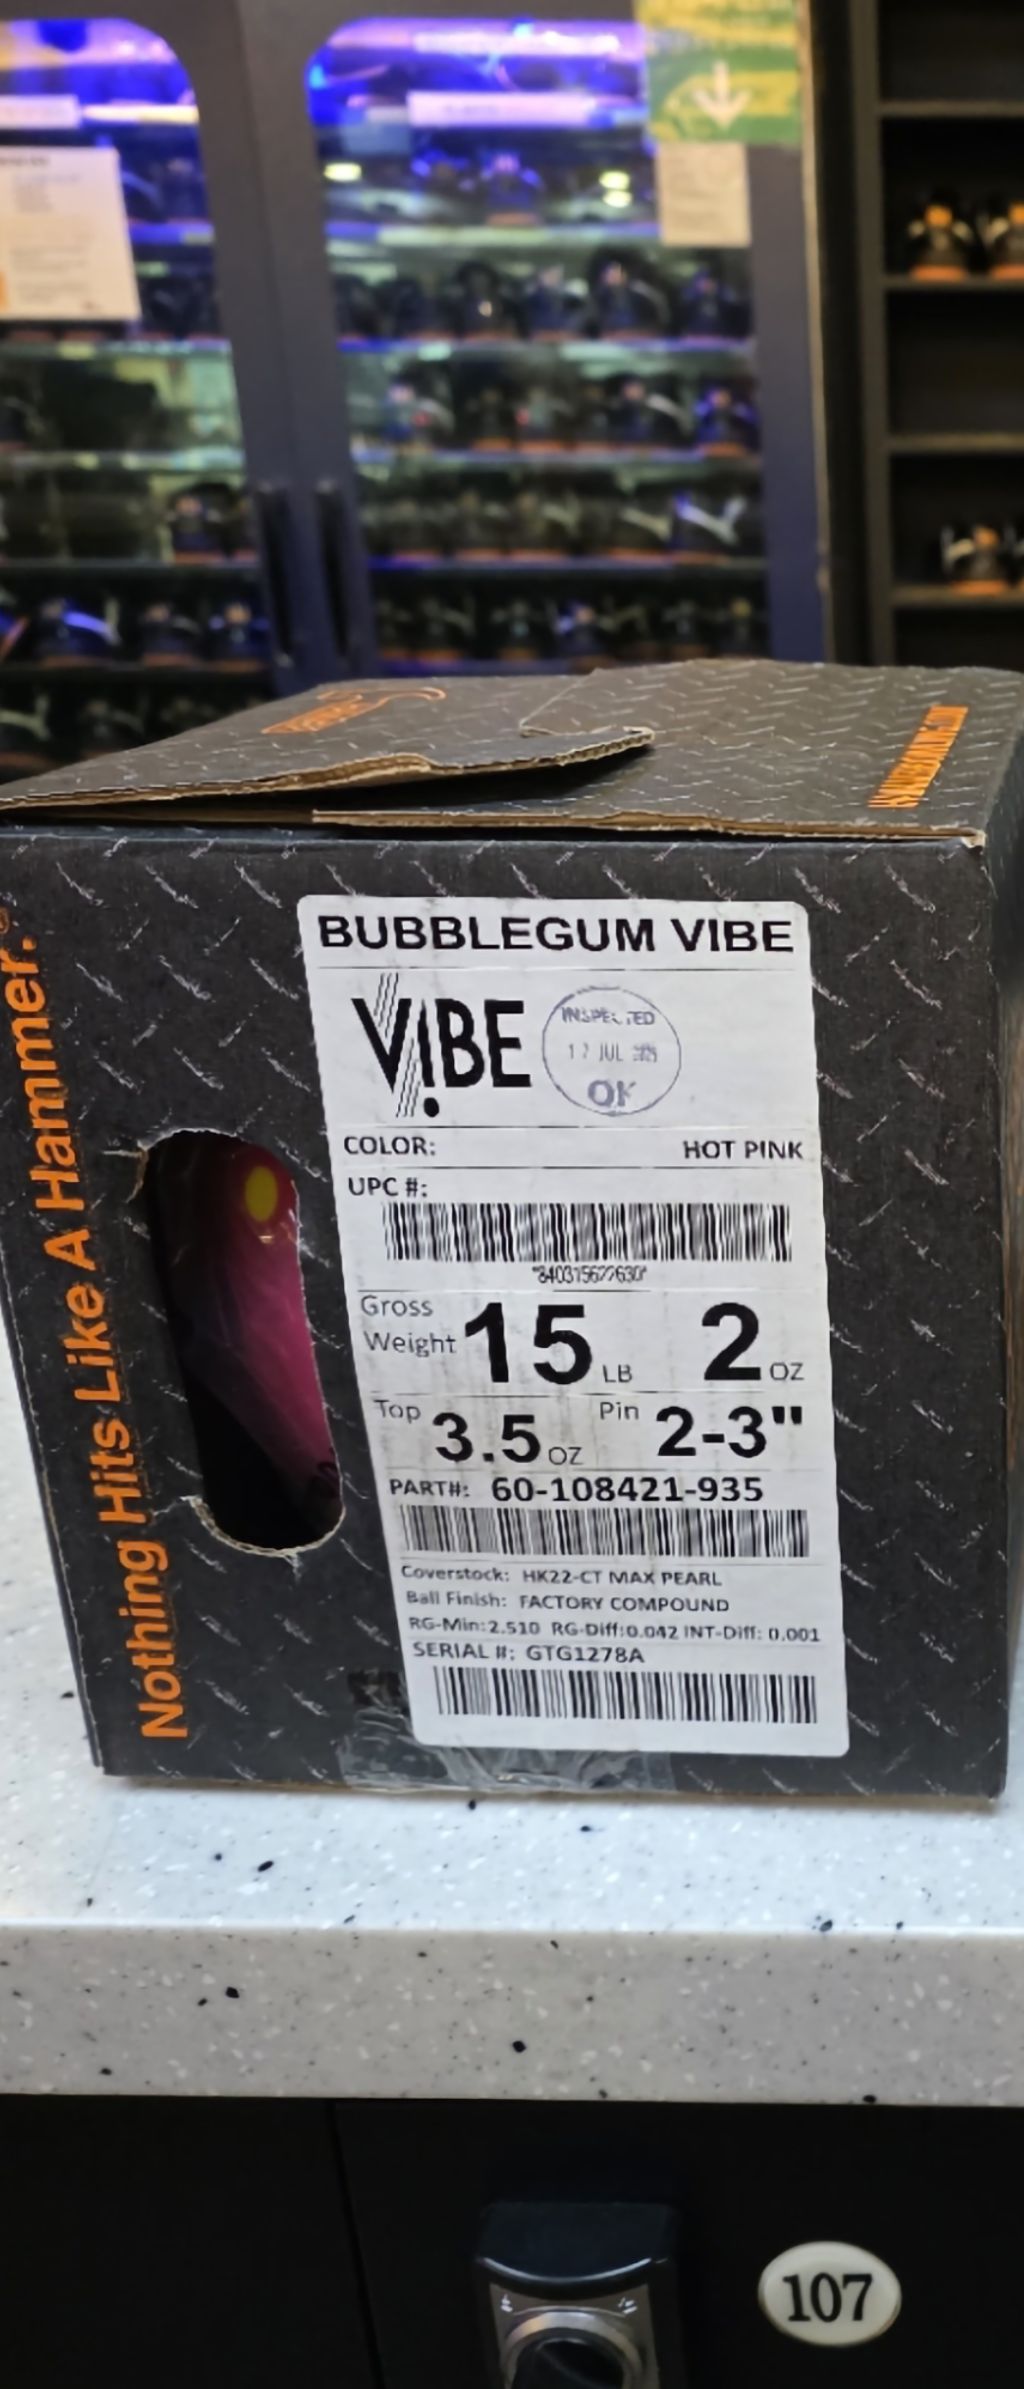 Nothing Hits Like A Hammer.
BUBBLEGUM VIBE
VIBE
INSPECTED
JUL
OK
COLOR: HOT PINK
UPC #:
Gross Weight 15 LB 2 OZ
Top 3.5 OZ Pin 2-3"
PART#: 60-108421-935
Coverstock: HK22-CT MAX PEARL
Ball Finish: FACTORY COMPOUND
RG-Min:2.510 RG-Diff:0.042 INT-Diff: 0.001
SERIAL #: GTG1278A
107